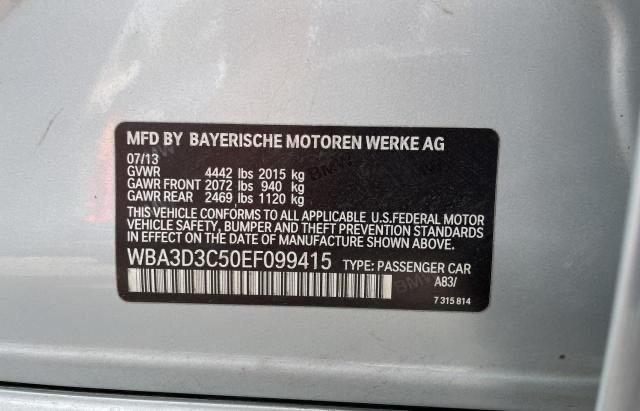 MFD BY BAYERISCHE MOTOREN WERKE AG
07/13
GVWR 4442 lbs 2015 kg
GAWR FRONT 2072 lbs 940 kg
GAWR REAR 2469 lbs 1120 kg
THIS VEHICLE CONFORMS TO ALL APPLICABLE U.S.FEDERAL MOTOR
VEHICLE SAFETY, BUMPER AND THEFT PREVENTION STANDARDS
IN EFFECT ON THE DATE OF MANUFACTURE SHOWN ABOVE.
WBA3D3C50EF099415 TYPE: PASSENGER CAR
A83/
7 315 814